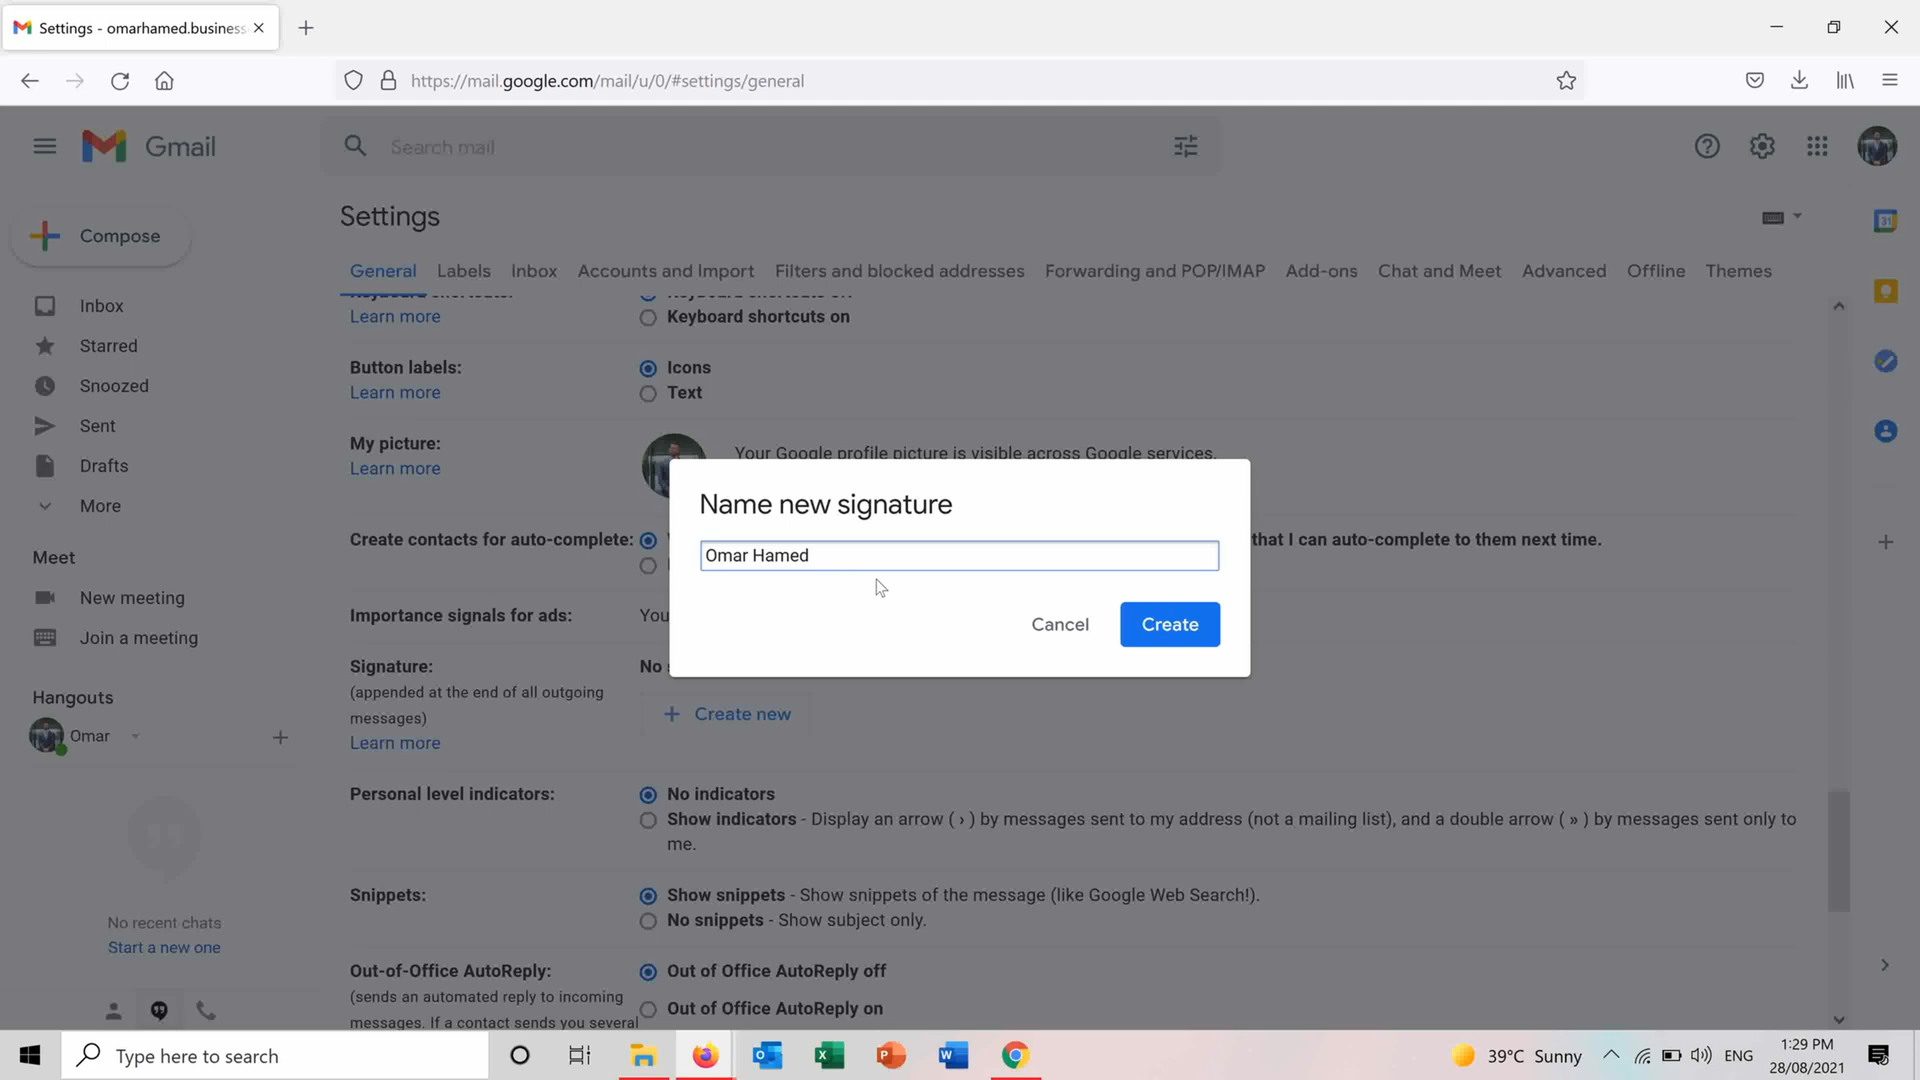 Settings - omarhamed.business
https://mail.google.com/mail/u/0/#settings/general
Gmail
Search mail
Compose
Inbox
Starred
Snoozed
Sent
Drafts
More
Meet
New meeting
Join a meeting
Hangouts
Omar
No recent chats
Start a new one
Settings
General Labels Inbox Accounts and Import Filters and blocked addresses Forwarding and POP/IMAP Add-ons Chat and Meet Advanced Offline Themes
Keyboard shortcuts: Keyboard shortcuts off
Learn more Keyboard shortcuts on
Button labels: Icons
Learn more Text
My picture:
Learn more
Your Google profile picture is visible across Google services.
Create contacts for auto-complete: that I can auto-complete to them next time.
Importance signals for ads: You
Signature: No
(appended at the end of all outgoing
messages)
Learn more
+ Create new
Name new signature
Omar Hamed
Cancel Create
Personal level indicators: No indicators
Show indicators - Display an arrow ( › ) by messages sent to my address (not a mailing list), and a double arrow ( » ) by messages sent only to
me.
Snippets: Show snippets - Show snippets of the message (like Google Web Search!).
No snippets - Show subject only.
Out-of-Office AutoReply: Out of Office AutoReply off
(sends an automated reply to incoming
messages. If a contact sends you several
Out of Office AutoReply on
31
Type here to search
39°C Sunny
ENG
1:29 PM
28/08/2021